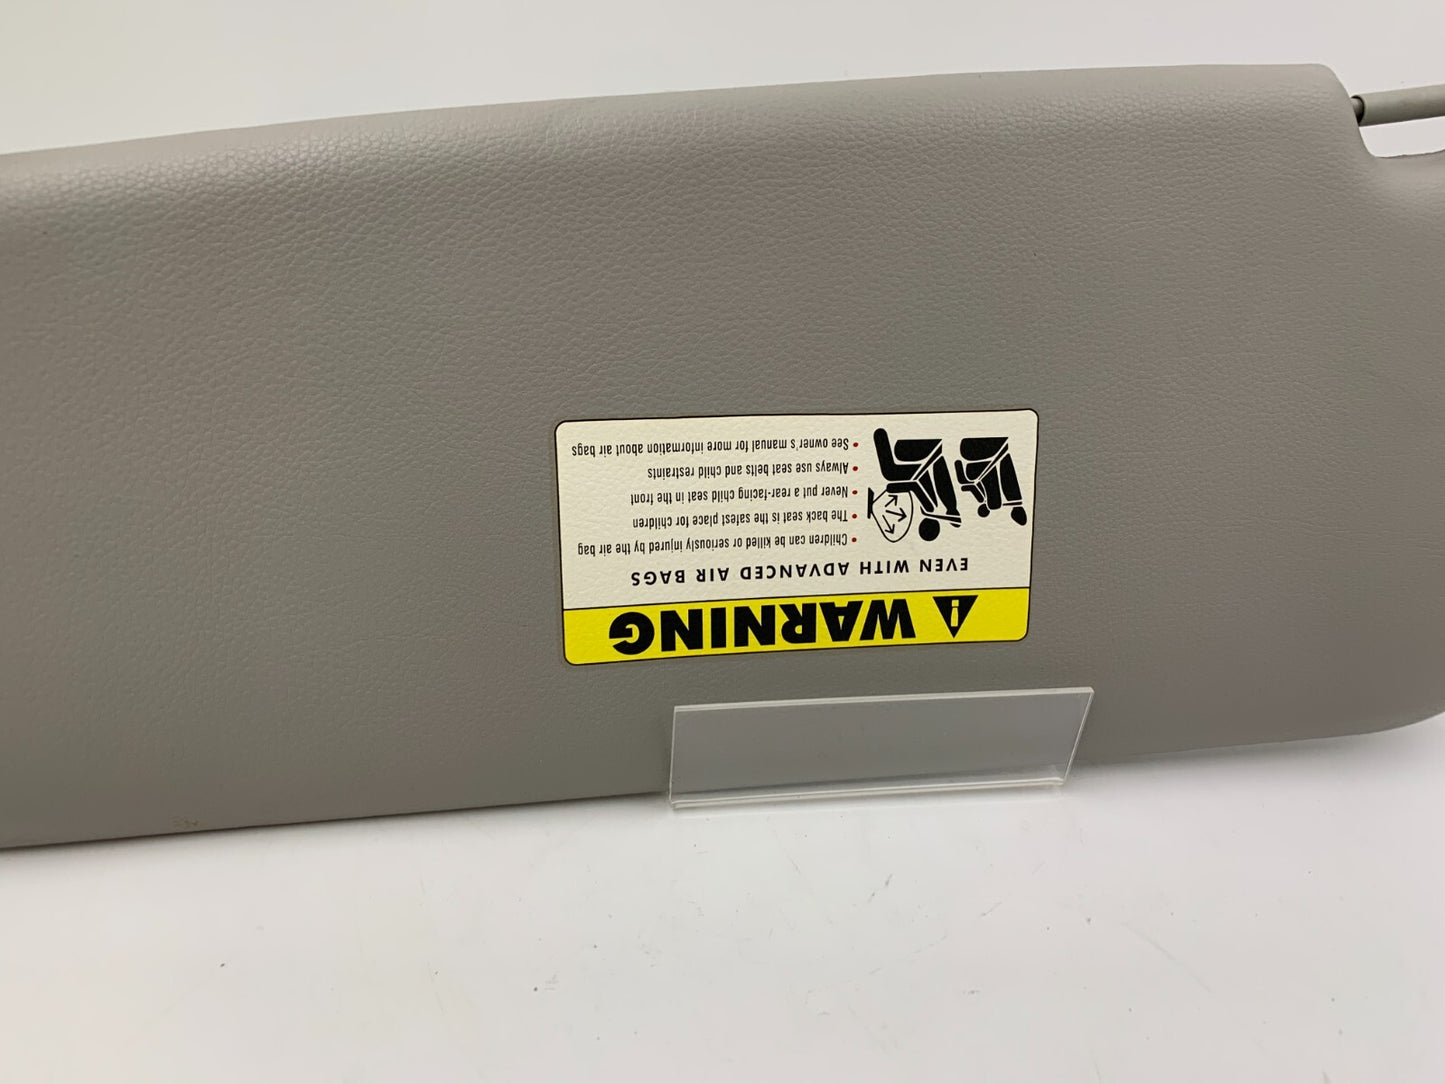 WARNING
EVEN WITH ADVANCED AIR BAGS
• Children can be killed or seriously injured by the air bag
• The back seat is the safest place for children
• Never put a rear-facing child seat in the front
• Always use seat belts and child restraints
• See owner's manual for more information about air bags